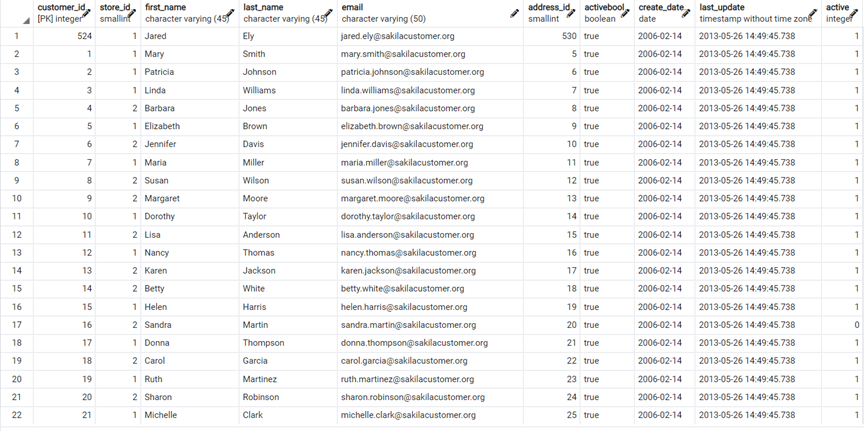 customer_id store_id first_name last_name email address_id activebool create_date last_update active
[PK] integer smallint character varying (45) character varying (45) character varying (50) smallint boolean date timestamp without time zone integer
1 524 1 Jared Ely jared.ely@sakilacustomer.org 530 true 2006-02-14 2013-05-26 14:49:45.738 1
2 1 1 Mary Smith mary.smith@sakilacustomer.org 5 true 2006-02-14 2013-05-26 14:49:45.738 1
3 2 1 Patricia Johnson patricia.johnson@sakilacustomer.org 6 true 2006-02-14 2013-05-26 14:49:45.738 1
4 3 1 Linda Williams linda.williams@sakilacustomer.org 7 true 2006-02-14 2013-05-26 14:49:45.738 1
5 4 2 Barbara Jones barbara.jones@sakilacustomer.org 8 true 2006-02-14 2013-05-26 14:49:45.738 1
6 5 1 Elizabeth Brown elizabeth.brown@sakilacustomer.org 9 true 2006-02-14 2013-05-26 14:49:45.738 1
7 6 2 Jennifer Davis jennifer.davis@sakilacustomer.org 10 true 2006-02-14 2013-05-26 14:49:45.738 1
8 7 1 Maria Miller maria.miller@sakilacustomer.org 11 true 2006-02-14 2013-05-26 14:49:45.738 1
9 8 2 Susan Wilson susan.wilson@sakilacustomer.org 12 true 2006-02-14 2013-05-26 14:49:45.738 1
10 9 2 Margaret Moore margaret.moore@sakilacustomer.org 13 true 2006-02-14 2013-05-26 14:49:45.738 1
11 10 1 Dorothy Taylor dorothy.taylor@sakilacustomer.org 14 true 2006-02-14 2013-05-26 14:49:45.738 1
12 11 2 Lisa Anderson lisa.anderson@sakilacustomer.org 15 true 2006-02-14 2013-05-26 14:49:45.738 1
13 12 1 Nancy Thomas nancy.thomas@sakilacustomer.org 16 true 2006-02-14 2013-05-26 14:49:45.738 1
14 13 2 Karen Jackson karen.jackson@sakilacustomer.org 17 true 2006-02-14 2013-05-26 14:49:45.738 1
15 14 2 Betty White betty.white@sakilacustomer.org 18 true 2006-02-14 2013-05-26 14:49:45.738 1
16 15 1 Helen Harris helen.harris@sakilacustomer.org 19 true 2006-02-14 2013-05-26 14:49:45.738 1
17 16 2 Sandra Martin sandra.martin@sakilacustomer.org 20 true 2006-02-14 2013-05-26 14:49:45.738 0
18 17 1 Donna Thompson donna.thompson@sakilacustomer.org 21 true 2006-02-14 2013-05-26 14:49:45.738 1
19 18 2 Carol Garcia carol.garcia@sakilacustomer.org 22 true 2006-02-14 2013-05-26 14:49:45.738 1
20 19 1 Ruth Martinez ruth.martinez@sakilacustomer.org 23 true 2006-02-14 2013-05-26 14:49:45.738 1
21 20 2 Sharon Robinson sharon.robinson@sakilacustomer.org 24 true 2006-02-14 2013-05-26 14:49:45.738 1
22 21 1 Michelle Clark michelle.clark@sakilacustomer.org 25 true 2006-02-14 2013-05-26 14:49:45.738 1